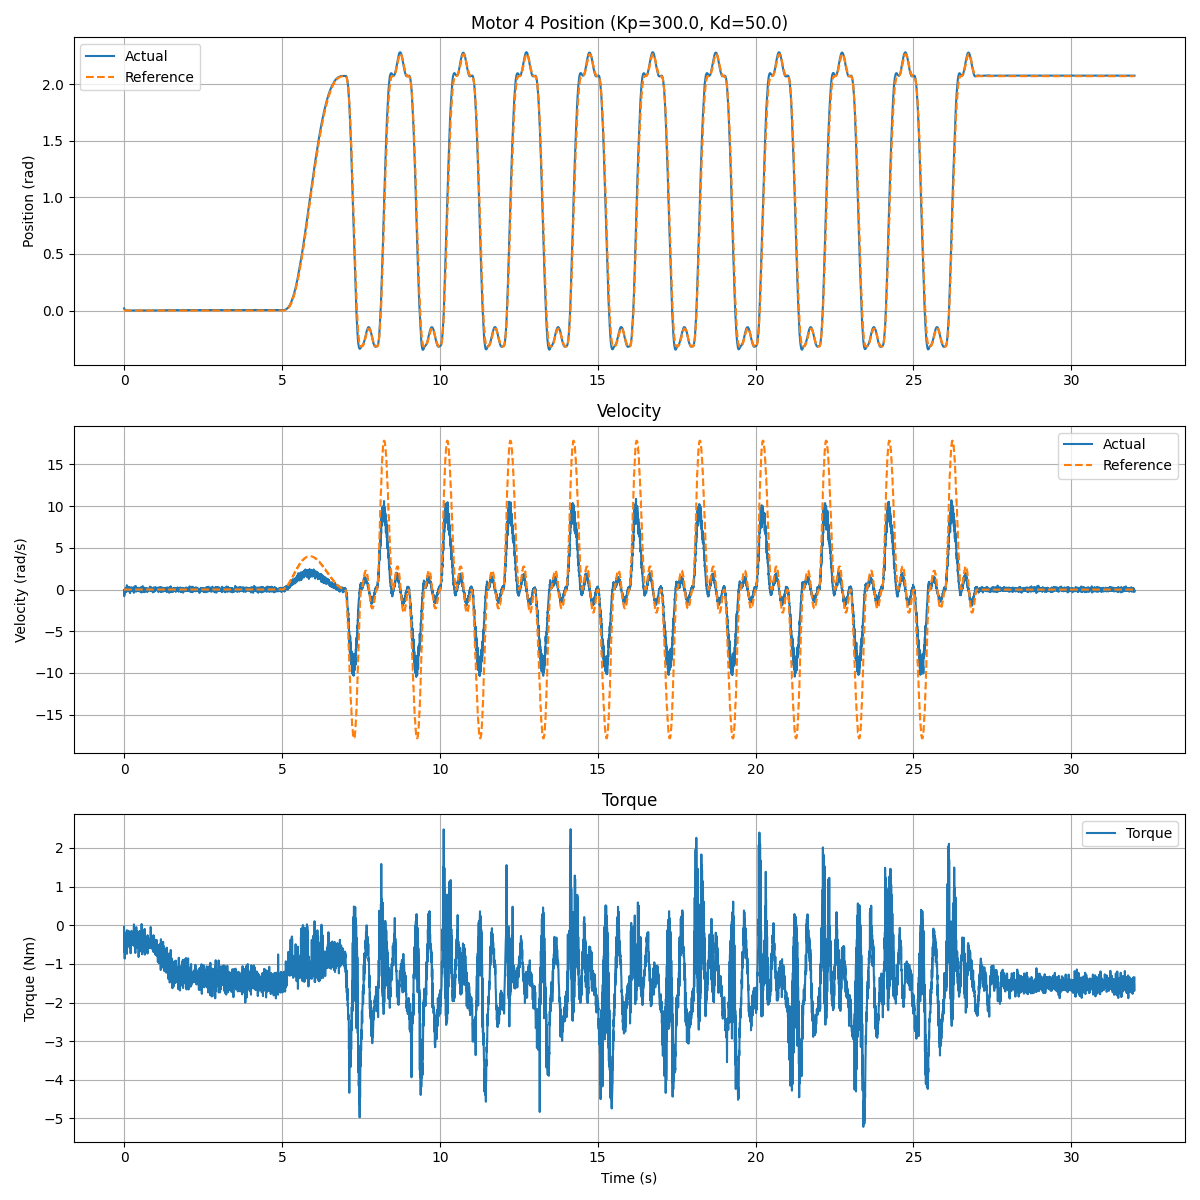 Motor 4 Position (Kp=300.0, Kd=50.0)
Actual
Reference
Position (rad)
2.0
1.5
1.0
0.5
0.0
0 5 10 15 20 25 30
Velocity
Actual
Reference
Velocity (rad/s)
15
10
5
0
−5
−10
−15
0 5 10 15 20 25 30
Torque
Torque
Torque (Nm)
2
1
0
−1
−2
−3
−4
−5
0 5 10 15 20 25 30
Time (s)